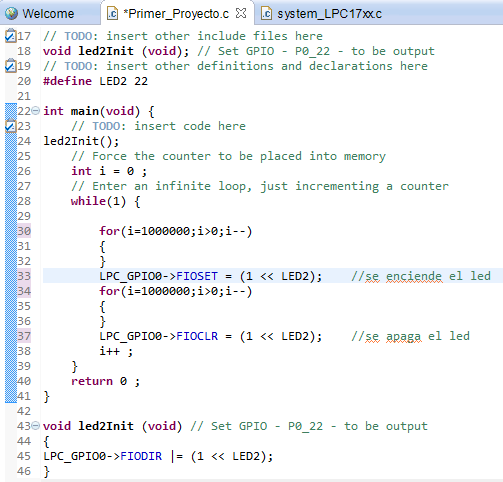 Welcome *Primer_Proyecto.c system_LPC17xx.c
17 // TODO: insert other include files here
18 void led2Init (void); // Set GPIO - P0_22 - to be output
19 // TODO: insert other definitions and declarations here
20 #define LED2 22
21
22 int main(void) {
23     // TODO: insert code here
24 led2Init();
25     // Force the counter to be placed into memory
26     int i = 0 ;
27     // Enter an infinite loop, just incrementing a counter
28     while(1) {
29
30         for(i=1000000;i>0;i--)
31         {
32         }
33         LPC_GPIO0->FIOSET = (1 << LED2);    //se enciende el led
34         for(i=1000000;i>0;i--)
35         {
36         }
37         LPC_GPIO0->FIOCLR = (1 << LED2);    //se apaga el led
38         i++ ;
39     }
40     return 0 ;
41 }
42
43 void led2Init (void) // Set GPIO - P0_22 - to be output
44 {
45 LPC_GPIO0->FIODIR |= (1 << LED2);
46 }